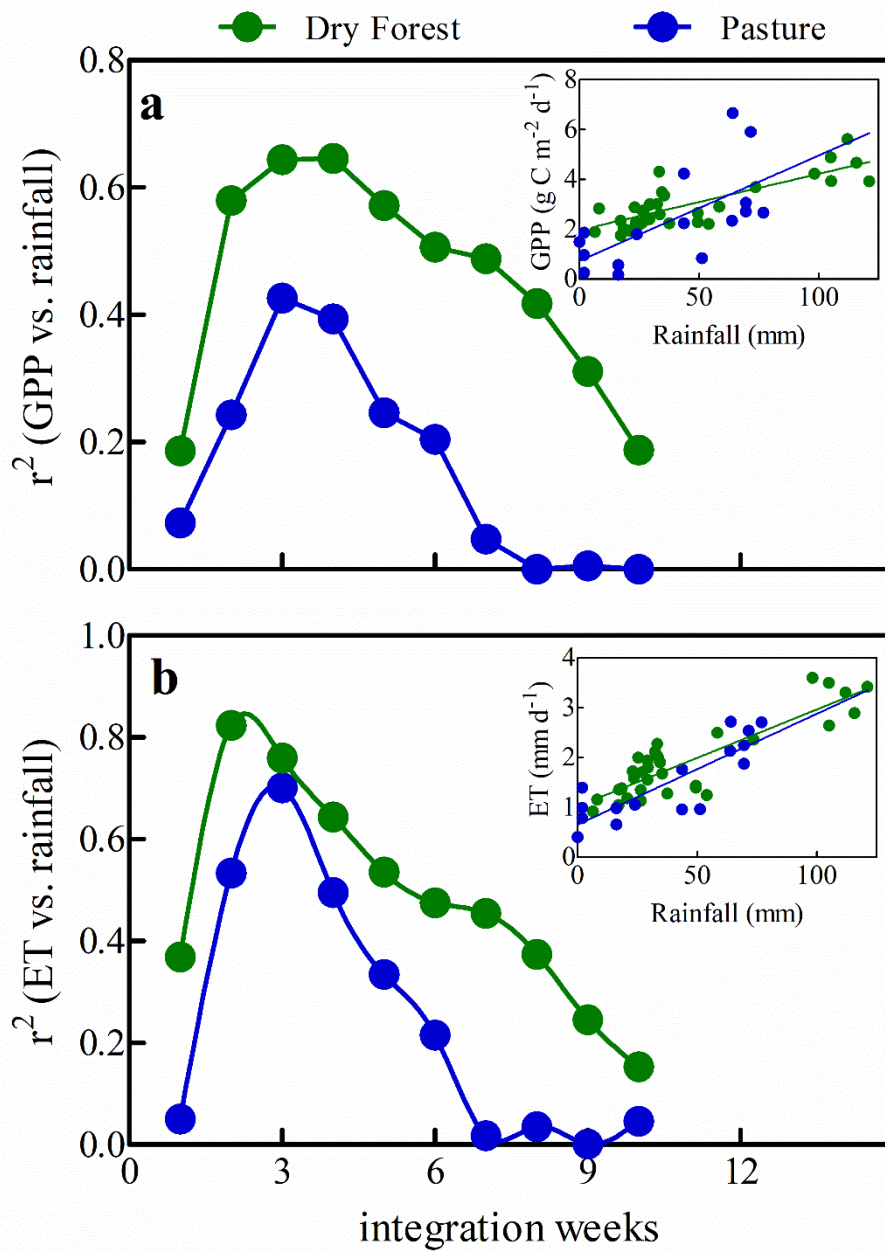 Dry Forest Pasture
0.8
a
0.6
0.4
0.2
0.0
r² (GPP vs. rainfall)
8
6
4
2
0
GPP (g C m⁻² d⁻¹)
0 50 100
Rainfall (mm)
1.0
b
0.8
0.6
0.4
0.2
0.0
r² (ET vs. rainfall)
4
3
2
1
0
ET (mm d⁻¹)
0 50 100
Rainfall (mm)
0 3 6 9 12
integration weeks